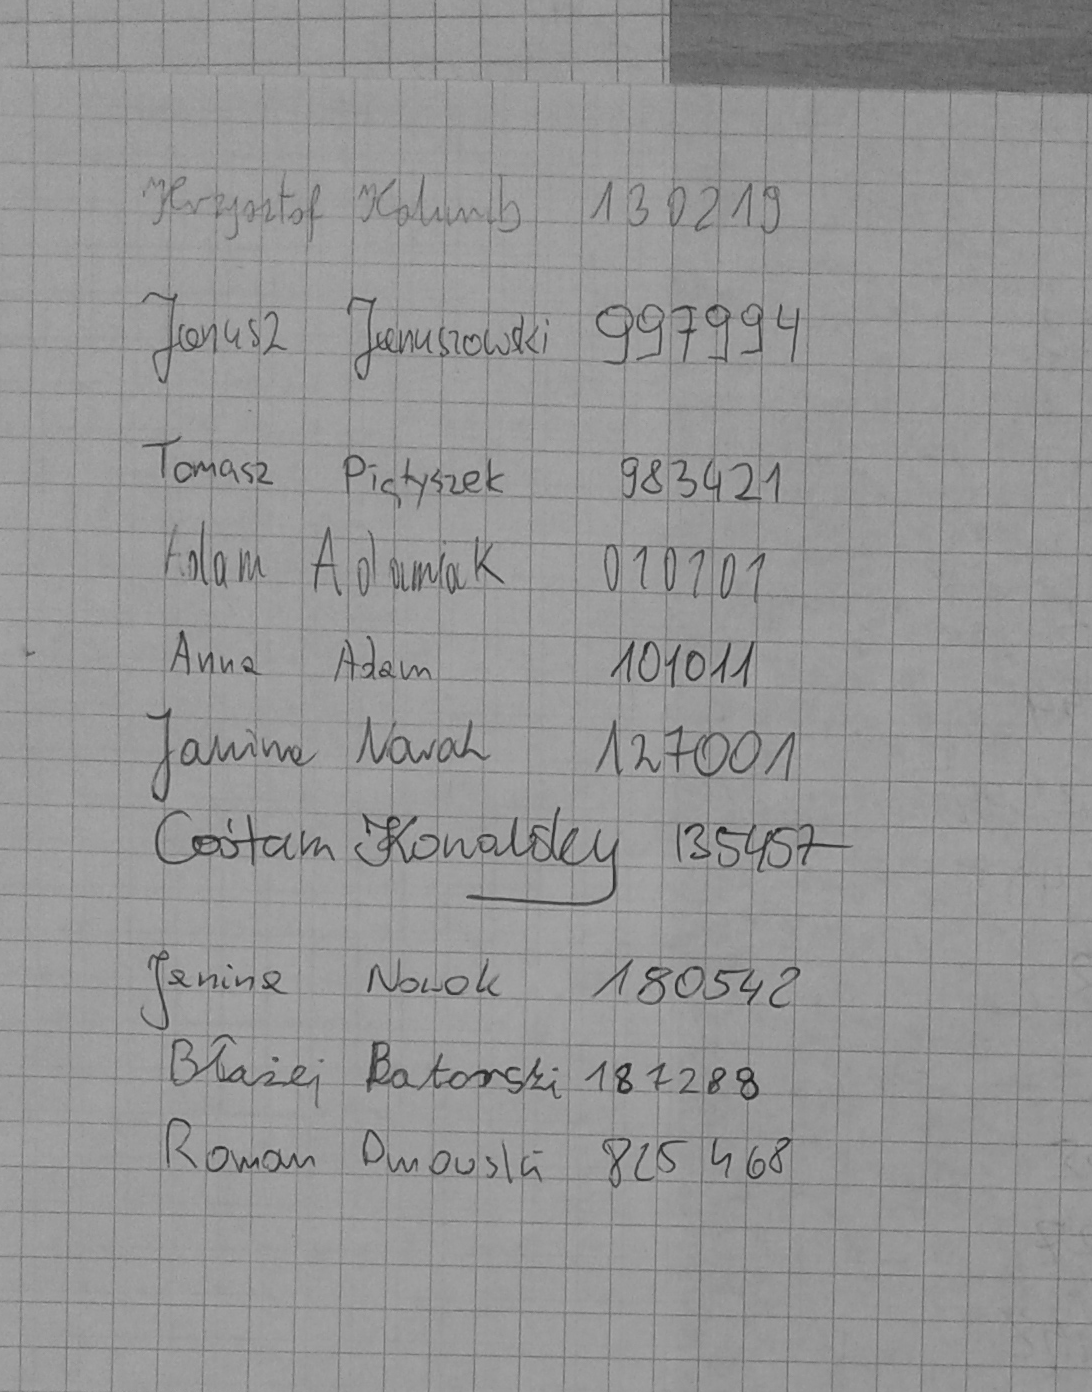 Krzysztof Kolumb 130219
Janusz Januszowski 997994
Tomasz Piątyszek 983421
Adam Adamiak 010101
Anna Adam 101011
Janina Nowak 127001
Cośtam Kowalsky 135457
Janina Nowak 180542
Błażej Batorski 187288
Roman Dmowski 825468